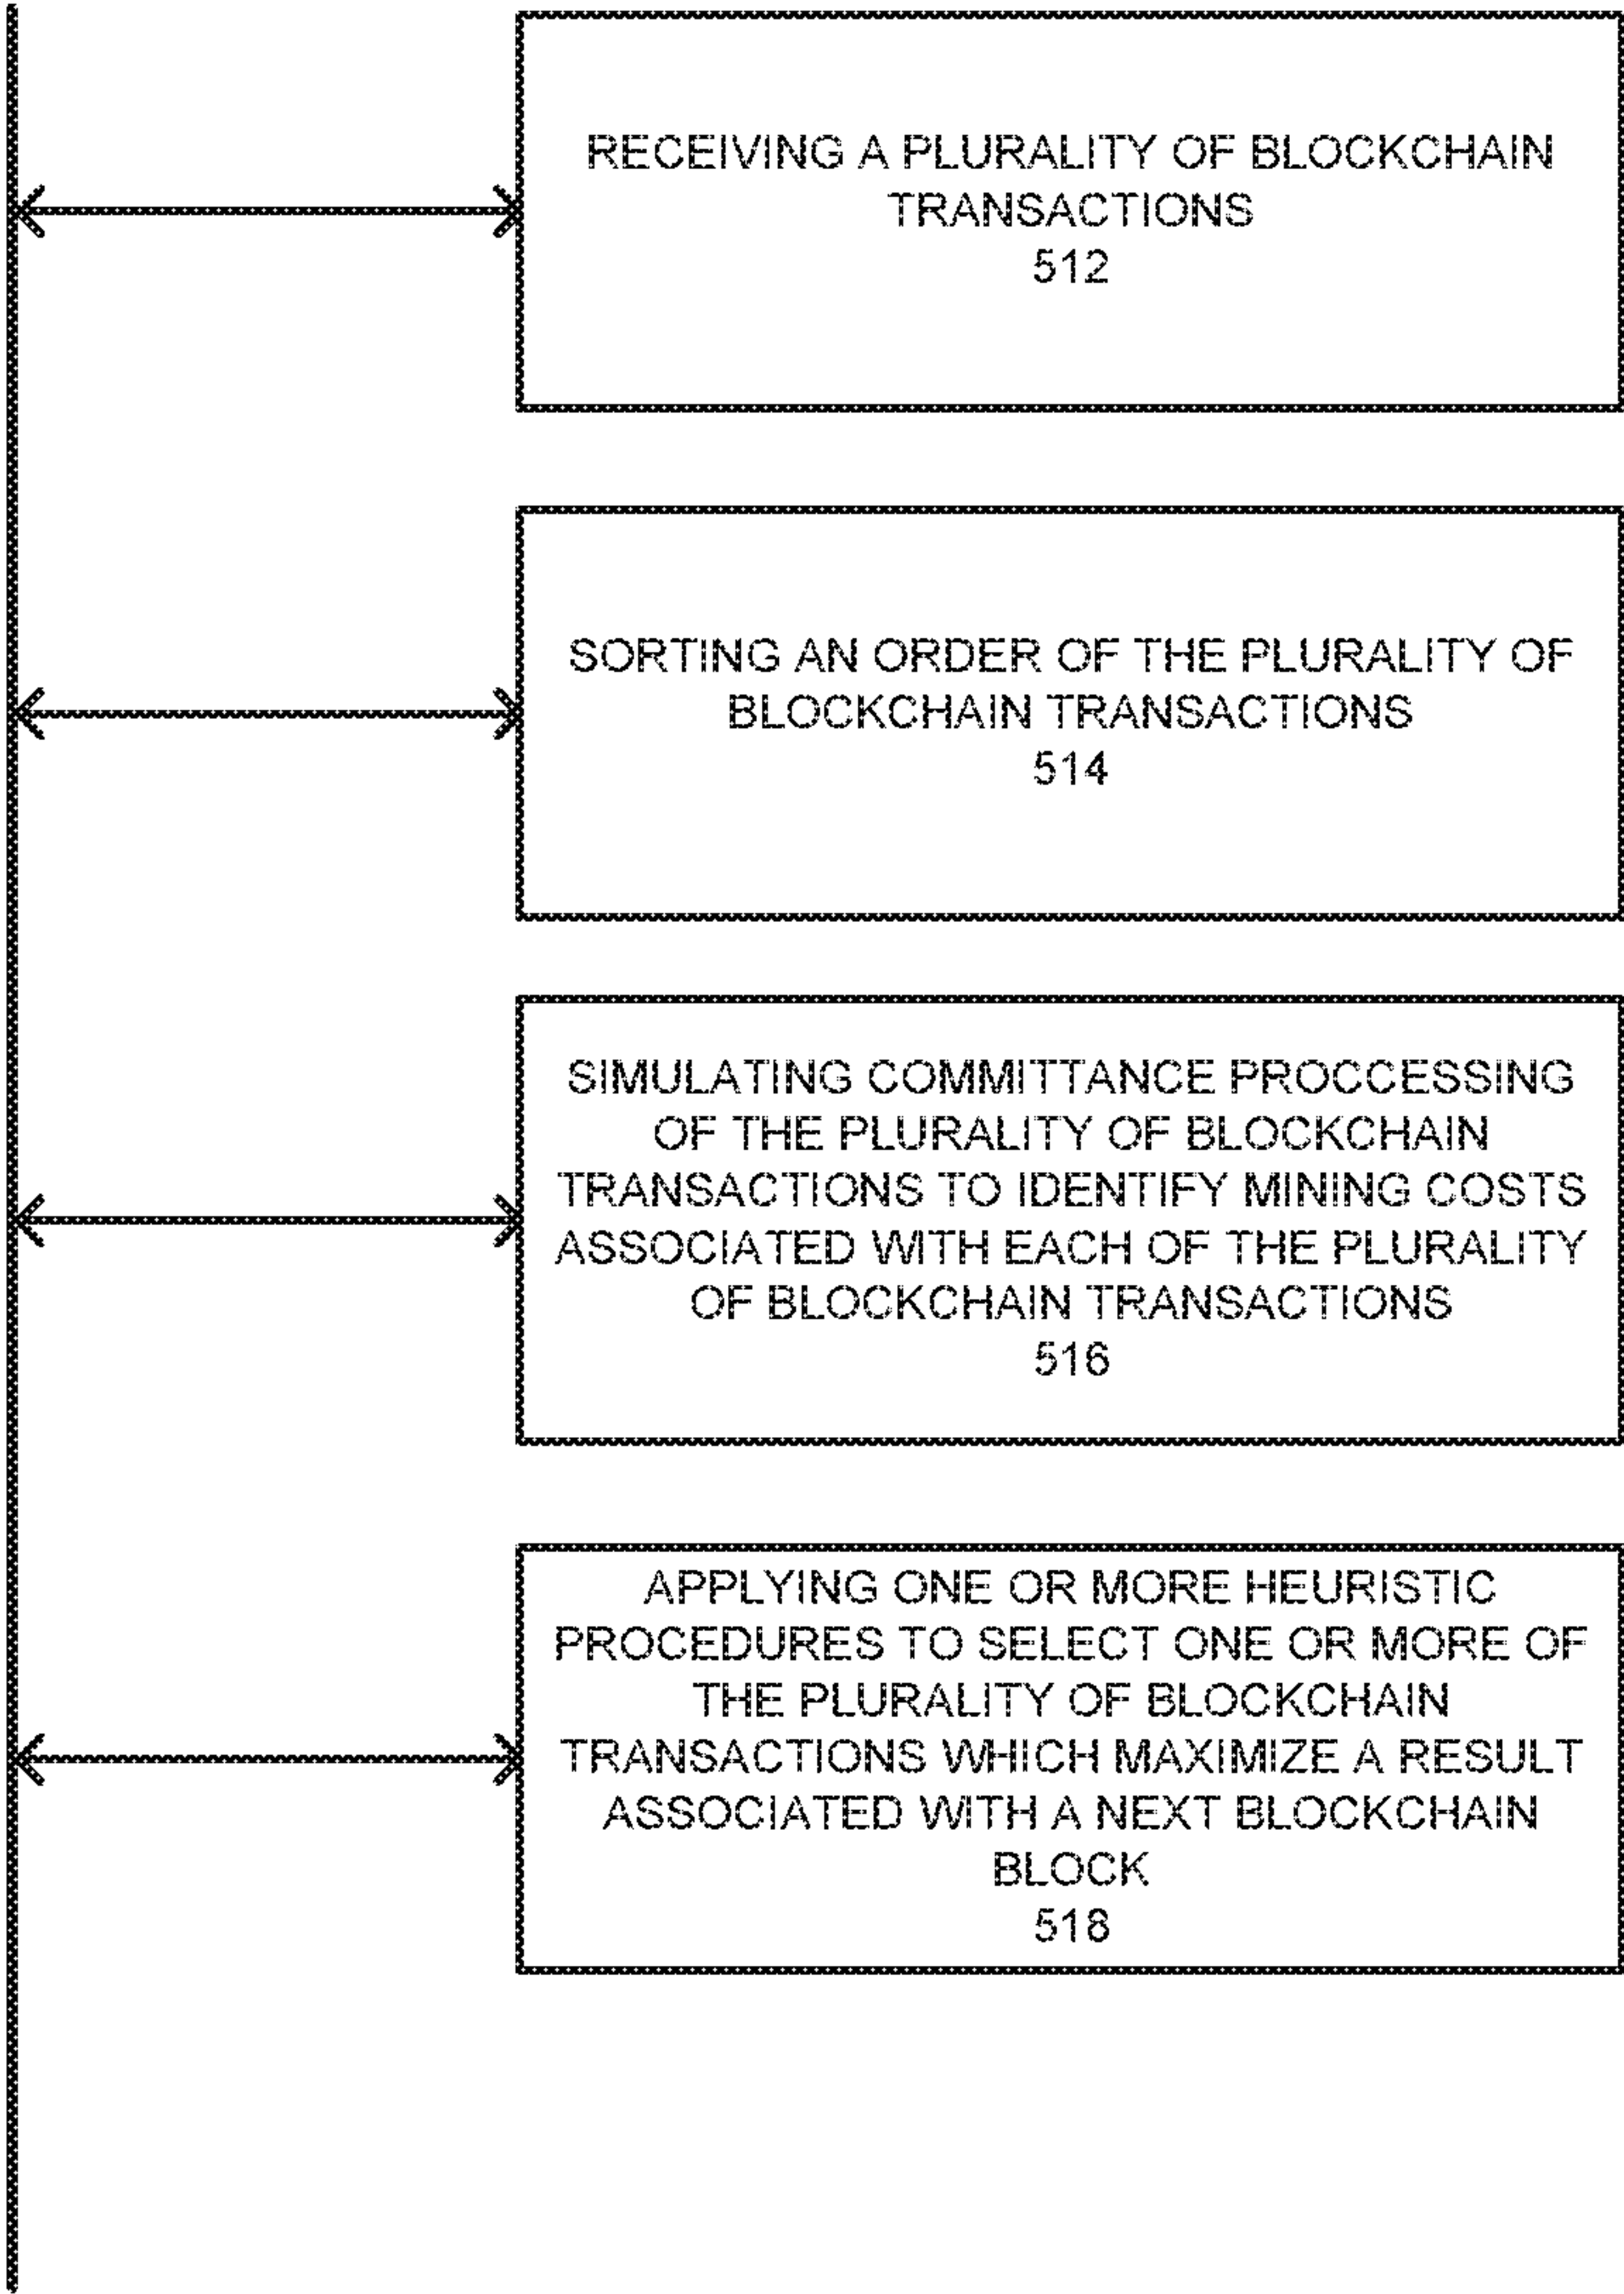 RECEIVING A PLURALITY OF BLOCKCHAIN
TRANSACTIONS
512
SORTING AN ORDER OF THE PLURALITY OF
BLOCKCHAIN TRANSACTIONS
514
SIMULATING COMMITTANCE PROCCESSING
OF THE PLURALITY OF BLOCKCHAIN
TRANSACTIONS TO IDENTIFY MINING COSTS
ASSOCIATED WITH EACH OF THE PLURALITY
OF BLOCKCHAIN TRANSACTIONS
516
APPLYING ONE OR MORE HEURISTIC
PROCEDURES TO SELECT ONE OR MORE OF
THE PLURALITY OF BLOCKCHAIN
TRANSACTIONS WHICH MAXIMIZE A RESULT
ASSOCIATED WITH A NEXT BLOCKCHAIN
BLOCK
518